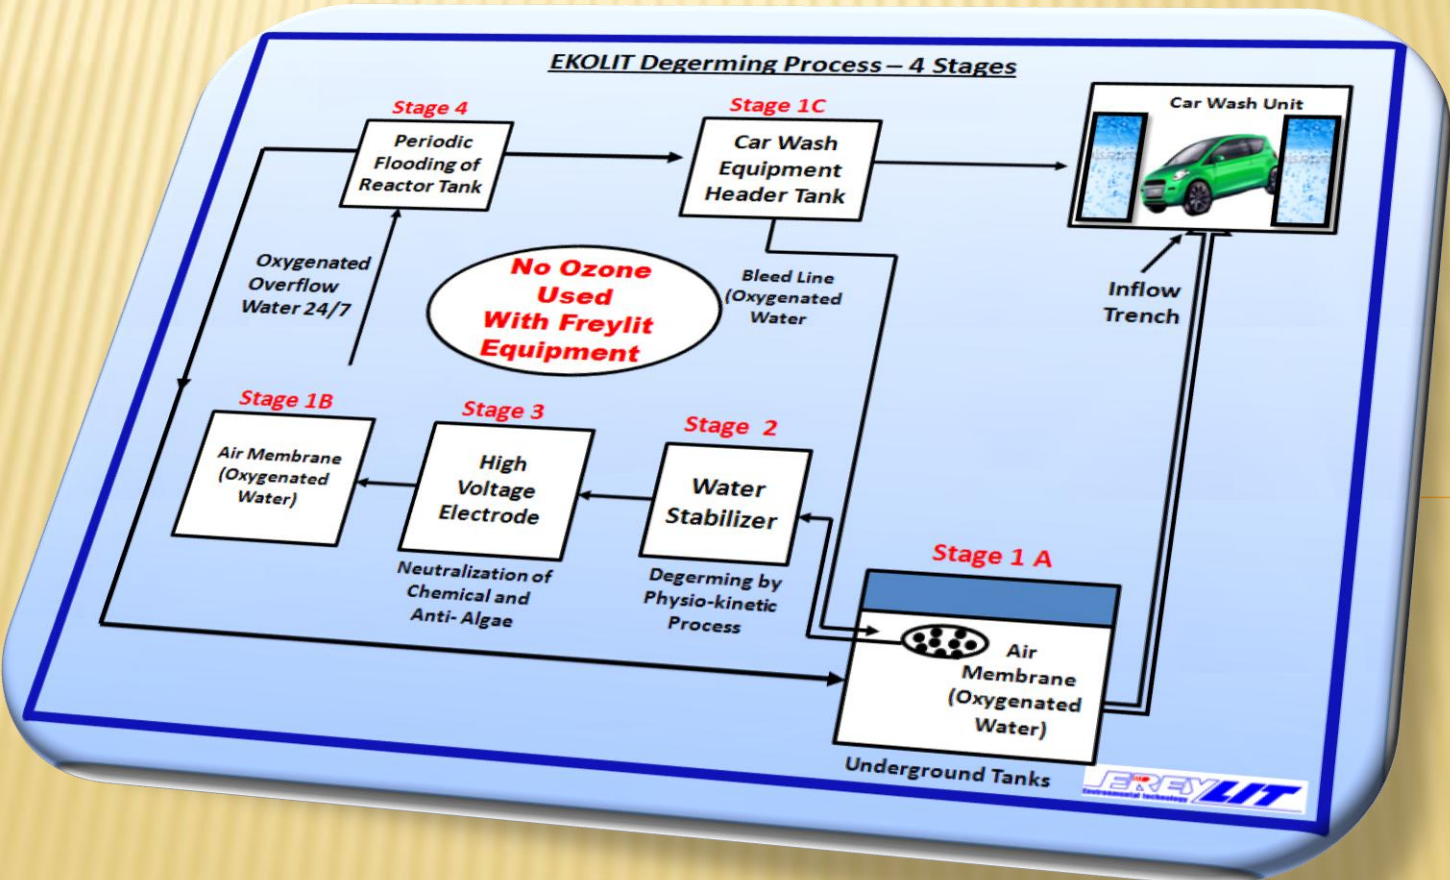 EKOLIT Degerming Process – 4 Stages
Stage 4
Periodic
Flooding of
Reactor Tank
Stage 1C
Car Wash
Equipment
Header Tank
Car Wash Unit
Oxygenated
Overflow
Water 24/7
No Ozone
Used
With Freylit
Equipment
Bleed Line
(Oxygenated
Water
Inflow
Trench
Stage 1B
Air Membrane
(Oxygenated
Water)
Stage 3
High
Voltage
Electrode
Neutralization of
Chemical and
Anti- Algae
Stage 2
Water
Stabilizer
Degerming by
Physio-kinetic
Process
Stage 1 A
Air
Membrane
(Oxygenated
Water)
Underground Tanks
FREYLIT
Environmental technology